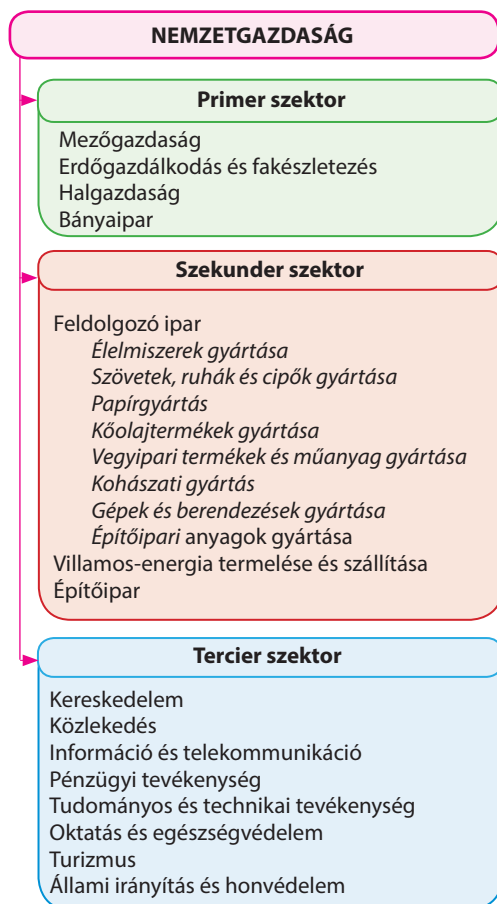 NEMZETGAZDASÁG
Primer szektor
Mezőgazdaság
Erdőgazdálkodás és fakészletezés
Halgazdaság
Bányaipar
Szekunder szektor
Feldolgozó ipar
Élelmiszerek gyártása
Szövetek, ruhák és cipők gyártása
Papírgyártás
Kőolajtermékek gyártása
Vegyipari termékek és műanyag gyártása
Kohászati gyártás
Gépek és berendezések gyártása
Építőipari anyagok gyártása
Villamos-energia termelése és szállítása
Építőipar
Tercier szektor
Kereskedelem
Közlekedés
Információ és telekommunikáció
Pénzügyi tevékenység
Tudományos és technikai tevékenység
Oktatás és egészségvédelem
Turizmus
Állami irányítás és honvédelem